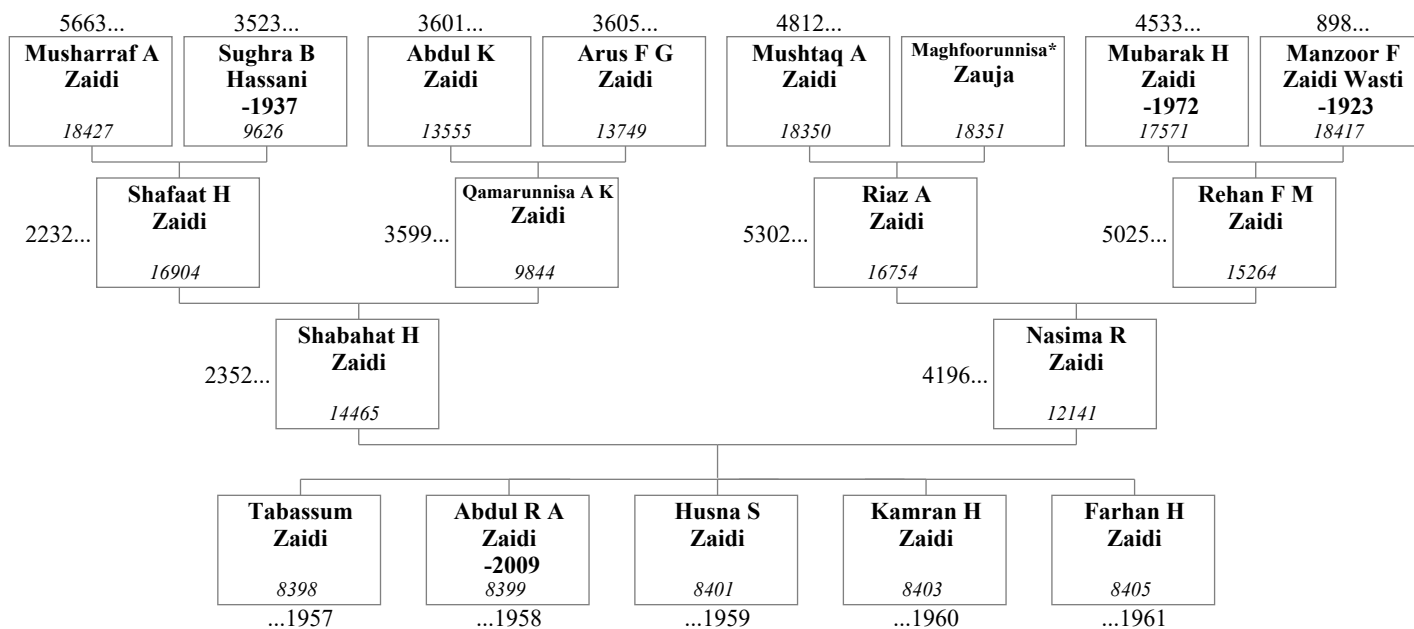 5663... 3523... 3601... 3605... 4812... 4533... 898...
Musharraf A
Zaidi
18427
Sughra B
Hassani
-1937
9626
Abdul K
Zaidi
13555
Arus F G
Zaidi
13749
Mushtaq A
Zaidi
18350
Maghfoorunnisa*
Zauja
18351
Mubarak H
Zaidi
-1972
17571
Manzoor F
Zaidi Wasti
-1923
18417
2232...
Shafaat H
Zaidi
16904
3599...
Qamarunnisa A K
Zaidi
9844
5302...
Riaz A
Zaidi
16754
5025...
Rehan F M
Zaidi
15264
2352...
Shabahat H
Zaidi
14465
4196...
Nasima R
Zaidi
12141
Tabassum
Zaidi
8398
Abdul R A
Zaidi
-2009
8399
Husna S
Zaidi
8401
Kamran H
Zaidi
8403
Farhan H
Zaidi
8405
...1957 ...1958 ...1959 ...1960 ...1961